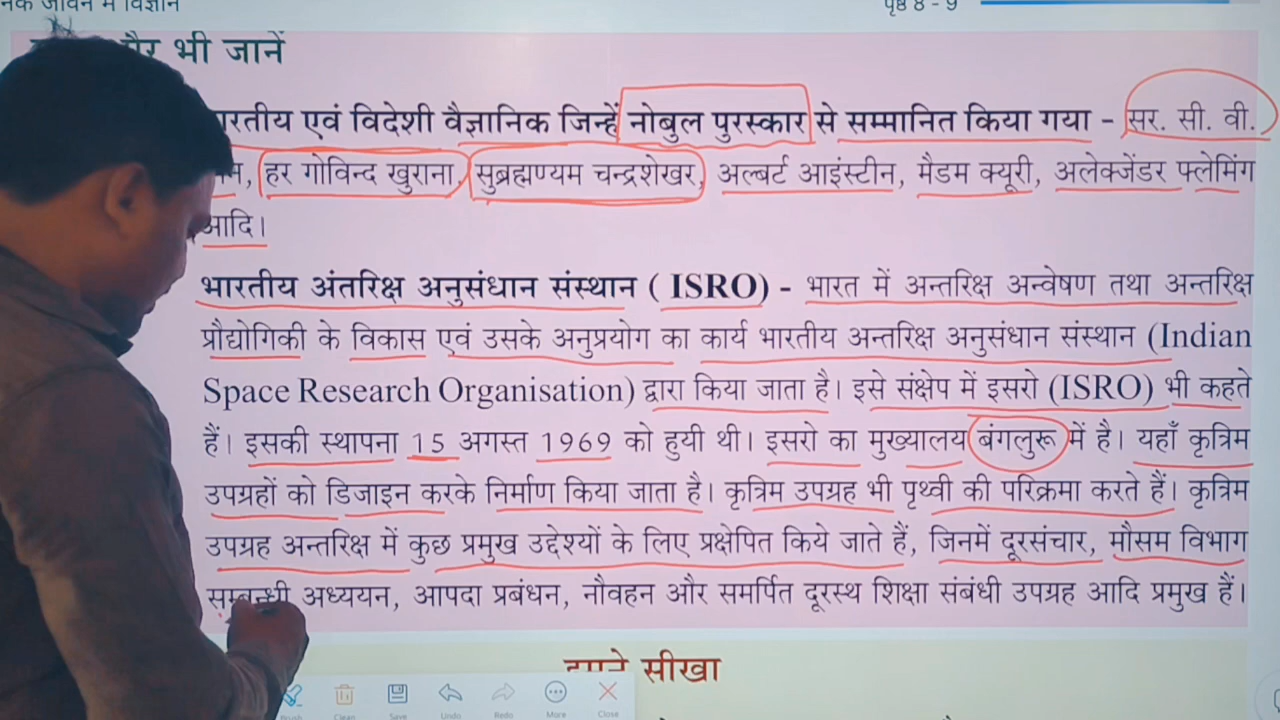 जीवन में विज्ञान
पृष्ठ 8 - 9
भी जानें
भारतीय एवं विदेशी वैज्ञानिक जिन्हें नोबुल पुरस्कार से सम्मानित किया गया - सर. सी. वी.
हर गोविन्द खुराना, सुब्रह्मण्यम चन्द्रशेखर, अल्बर्ट आइंस्टीन, मैडम क्यूरी, अलेक्जेंडर फ्लेमिंग
आदि।
भारतीय अंतरिक्ष अनुसंधान संस्थान ( ISRO) - भारत में अन्तरिक्ष अन्वेषण तथा अन्तरिक्ष
प्रौद्योगिकी के विकास एवं उसके अनुप्रयोग का कार्य भारतीय अन्तरिक्ष अनुसंधान संस्थान (Indian
Space Research Organisation) द्वारा किया जाता है। इसे संक्षेप में इसरो (ISRO) भी कहते
हैं। इसकी स्थापना 15 अगस्त 1969 को हुयी थी। इसरो का मुख्यालय बंगलुरू में है। यहाँ कृत्रिम
उपग्रहों को डिजाइन करके निर्माण किया जाता है। कृत्रिम उपग्रह भी पृथ्वी की परिक्रमा करते हैं। कृत्रिम
उपग्रह अन्तरिक्ष में कुछ प्रमुख उद्देश्यों के लिए प्रक्षेपित किये जाते हैं, जिनमें दूरसंचार, मौसम विभाग
सम्बन्धी अध्ययन, आपदा प्रबंधन, नौवहन और समर्पित दूरस्थ शिक्षा संबंधी उपग्रह आदि प्रमुख हैं।
सीखा
Brush Clean Save Undo Redo More Close